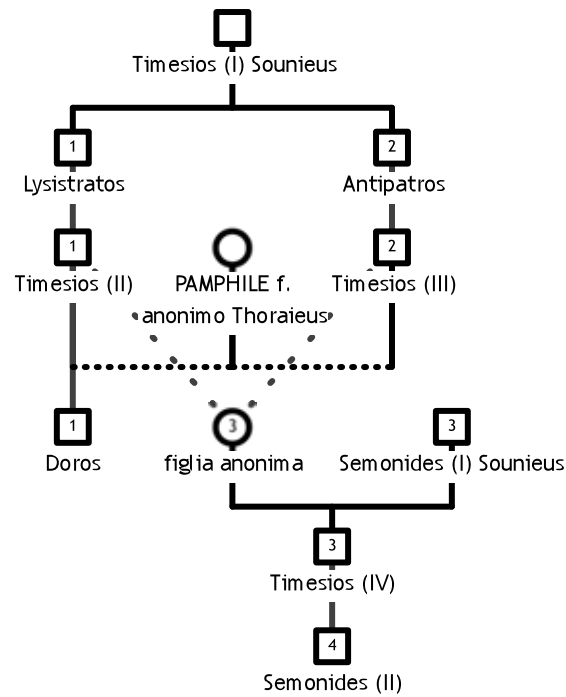 Timesios (I) Sounieus
1
2
Lysistratos
Antipatros
1
2
Timesios (II)
PAMPHILE f.
anonimo Thoraieus
Timesios (III)
1
3
3
Doros
figlia anonima
Semonides (I) Sounieus
3
Timesios (IV)
4
Semonides (II)